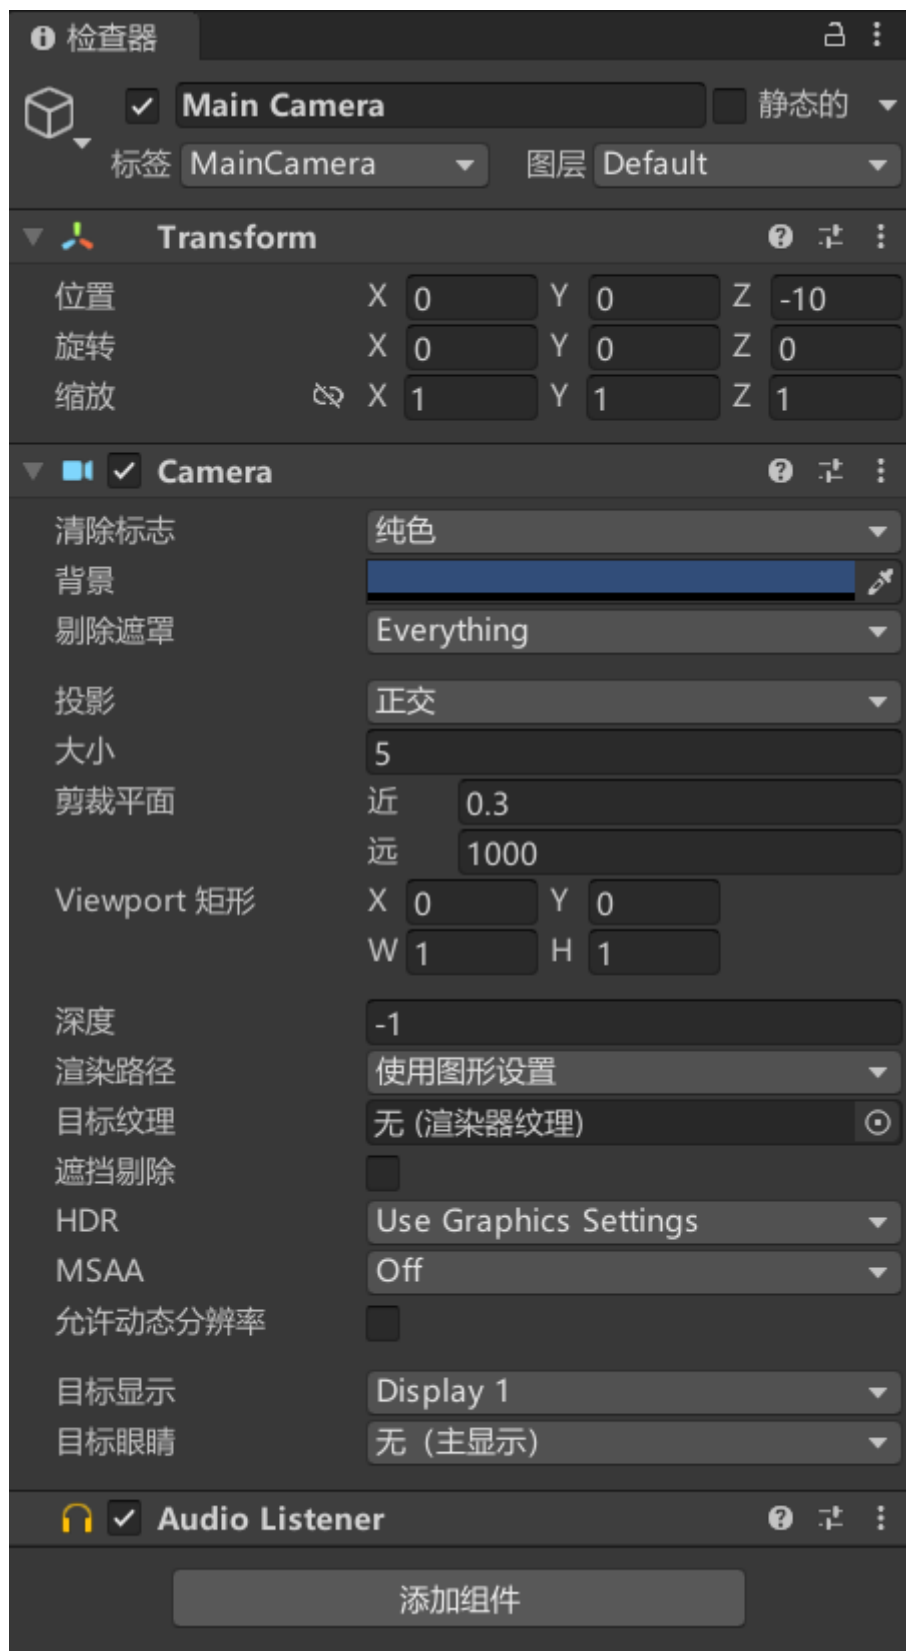 检查器
Main Camera 静态的
标签 MainCamera 图层 Default
Transform
位置 X 0 Y 0 Z -10
旋转 X 0 Y 0 Z 0
缩放 X 1 Y 1 Z 1
Camera
清除标志 纯色
背景
剔除遮罩 Everything
投影 正交
大小 5
剪裁平面 近 0.3
远 1000
Viewport 矩形 X 0 Y 0
W 1 H 1
深度 -1
渲染路径 使用图形设置
目标纹理 无 (渲染器纹理)
遮挡剔除
HDR Use Graphics Settings
MSAA Off
允许动态分辨率
目标显示 Display 1
目标眼睛 无（主显示）
Audio Listener
添加组件